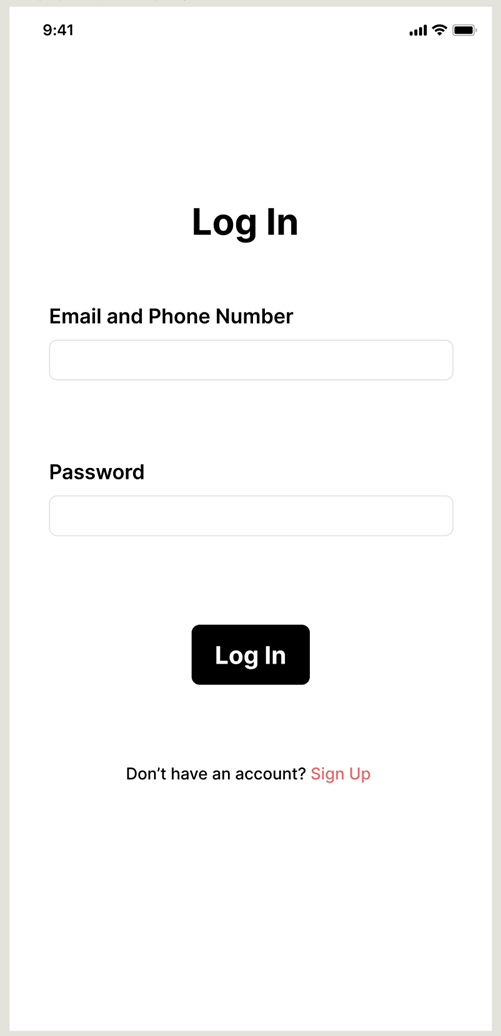 9:41
Log In
Email and Phone Number
Password
Log In
Don’t have an account? Sign Up